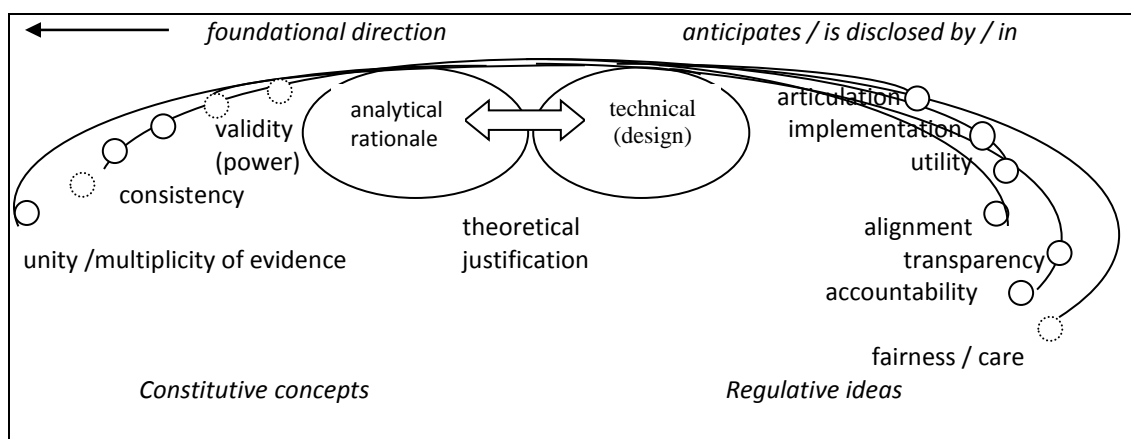 foundational direction
anticipates / is disclosed by / in
analytical
rationale
technical
(design)
articulation
implementation
utility
validity
(power)
consistency
theoretical
justification
unity /multiplicity of evidence
alignment
transparency
accountability
fairness / care
Constitutive concepts
Regulative ideas